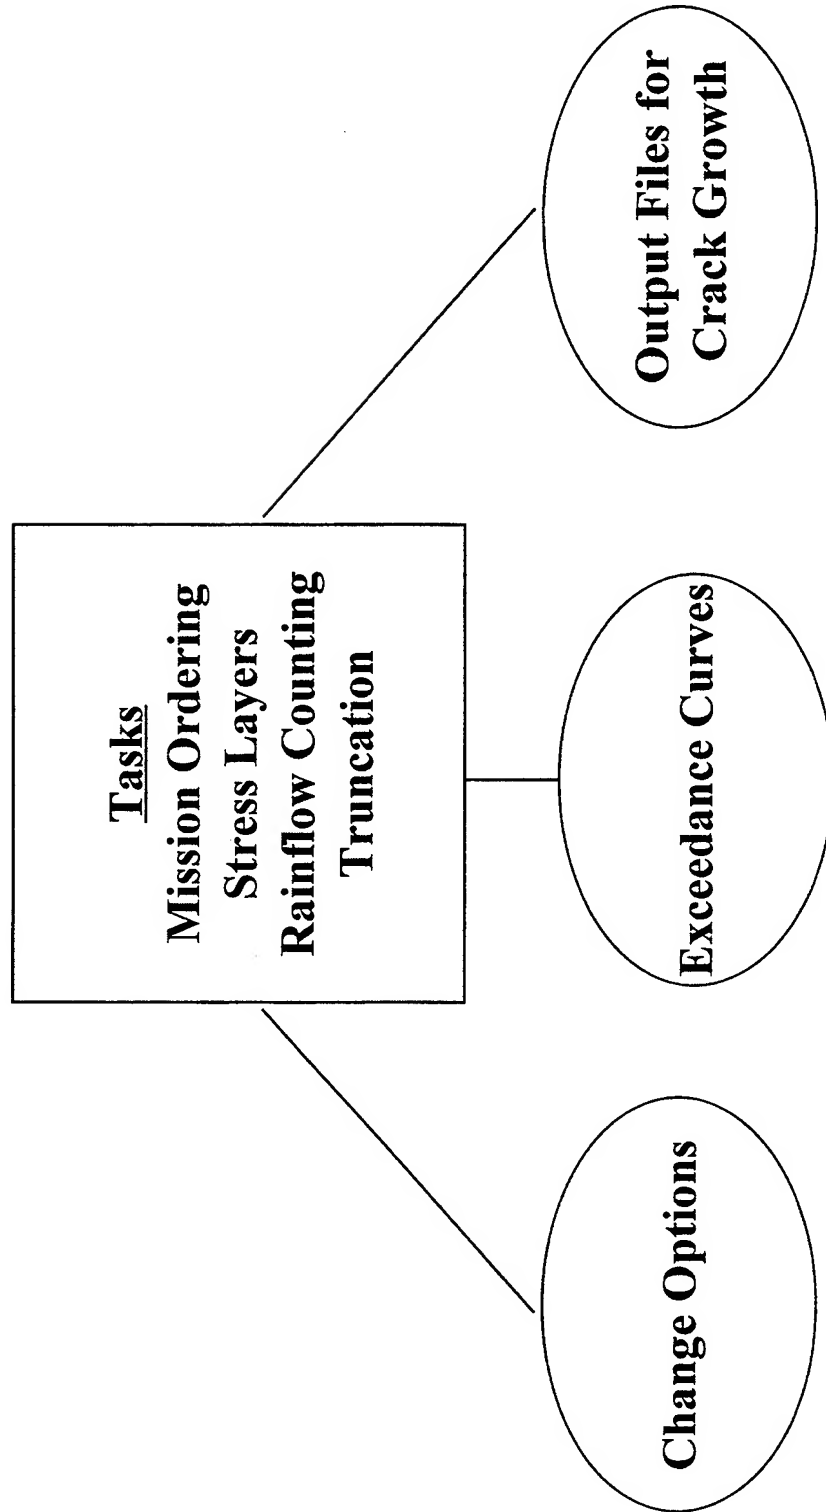 Tasks
Mission Ordering
Stress Layers
Rainflow Counting
Truncation
Change Options
Exceedance Curves
Output Files for
Crack Growth